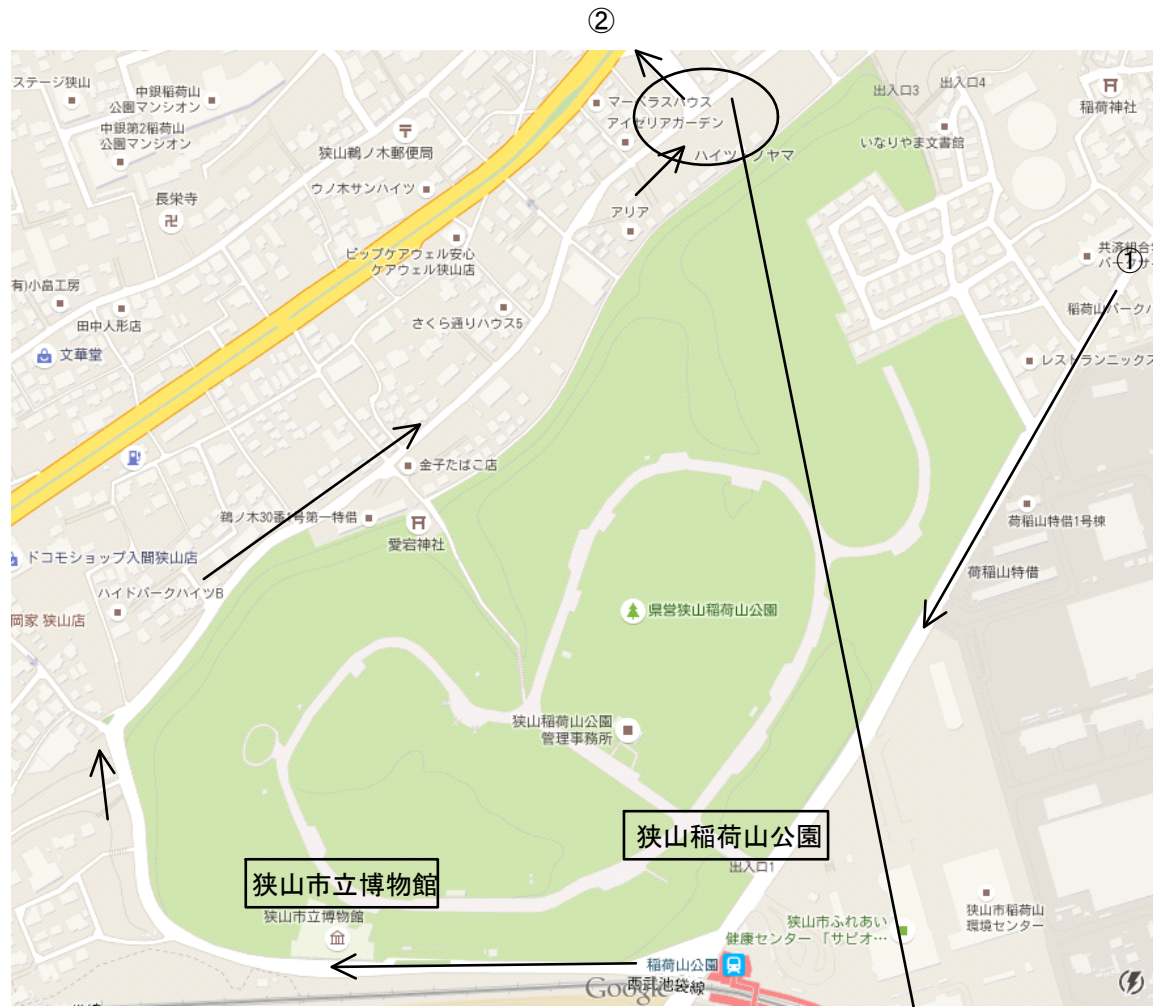 ②
ステージ狭山
中銀稲荷山
公園マンシオン
中銀第2稲荷山
公園マンシオン
狭山鵜ノ木郵便局
マーベラスハウス
アイゼリアガーデン
出入口3
出入口4
稲荷神社
いなりやま文書館
ハイツ
ノヤマ
ウノ木サンハイツ
長栄寺
アリア
ビップケアウェル安心
ケアウェル狭山店
共済組合
パークサ
①
有)小畠工房
田中人形店
さくら通りハウス5
稲荷山パークハ
文華堂
レストランニックス
金子たばこ店
鵜ノ木30番1号第一特借
愛宕神社
荷稲山特借1号棟
ドコモショップ入間狭山店
荷稲山特借
ハイドパークハイツB
岡家 狭山店
県営狭山稲荷山公園
狭山稲荷山公園
管理事務所
狭山稲荷山公園
出入口1
狭山市立博物館
狭山市立博物館
狭山市ふれあい
健康センター「サピオ…
狭山市稲荷山
環境センター
稲荷山公園
西武池袋線
Google